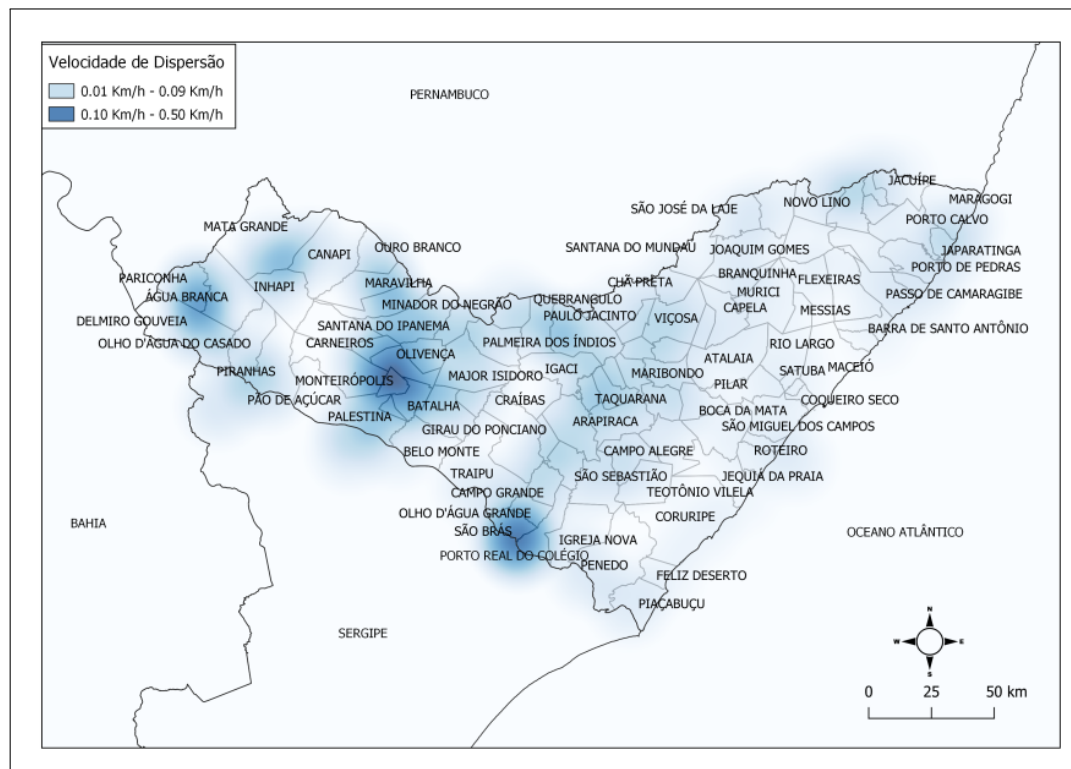 Velocidade de Dispersão
0.01 Km/h - 0.09 Km/h
0.10 Km/h - 0.50 Km/h
PERNAMBUCO
JACUÍPE
MARAGOGI
NOVO LINO
SÃO JOSÉ DA LAJE
PORTO CALVO
MATA GRANDE
OURO BRANCO
SANTANA DO MUNDAÚ
JOAQUIM GOMES
JAPARATINGA
CANAPI
PORTO DE PEDRAS
BRANQUINHA
FLEXEIRAS
PARICONHA
INHAPI
MARAVILHA
CHÃ PRETA
MURICI
PASSO DE CAMARAGIBE
ÁGUA BRANCA
MINADOR DO NEGRÃO
QUEBRANGULO
CAPELA
MESSIAS
PAULO JACINTO
VIÇOSA
DELMIRO GOUVEIA
SANTANA DO IPANEMA
BARRA DE SANTO ANTÔNIO
OLHO D'ÁGUA DO CASADO
CARNEIROS
PALMEIRA DOS ÍNDIOS
RIO LARGO
OLIVENÇA
ATALAIA
PIRANHAS
IGACI
MARIBONDO
SATUBA
MACEIÓ
MONTEIRÓPOLIS
MAJOR ISIDORO
PILAR
PÃO DE AÇÚCAR
CRAÍBAS
TAQUARANA
COQUEIRO SECO
PALESTINA
BATALHA
BOCA DA MATA
GIRAU DO PONCIANO
ARAPIRACA
SÃO MIGUEL DOS CAMPOS
BELO MONTE
CAMPO ALEGRE
ROTEIRO
TRAIPU
SÃO SEBASTIÃO
JEQUIÁ DA PRAIA
CAMPO GRANDE
TEOTÔNIO VILELA
OLHO D'ÁGUA GRANDE
CORURIPE
BAHIA
SÃO BRÁS
OCEANO ATLÂNTICO
IGREJA NOVA
PORTO REAL DO COLÉGIO
PENEDO
FELIZ DESERTO
PIAÇABUÇU
SERGIPE
N
W E
S
0 25 50 km